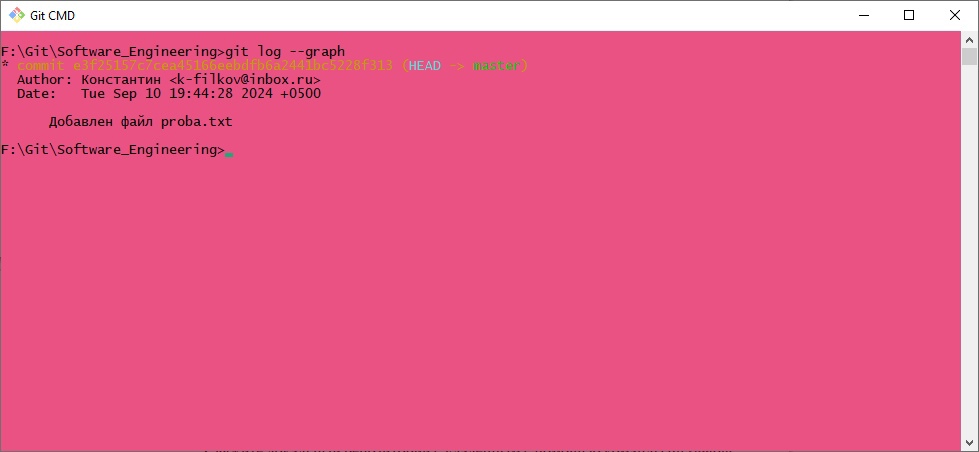 Git CMD
F:\Git\Software_Engineering>git log --graph
* commit e3f25157c7cea45166eebdfb6a2441bc5228f313 (HEAD -> master)
Author: Константин <k-filkov@inbox.ru>
Date:   Tue Sep 10 19:44:28 2024 +0500
Добавлен файл proba.txt
F:\Git\Software_Engineering>